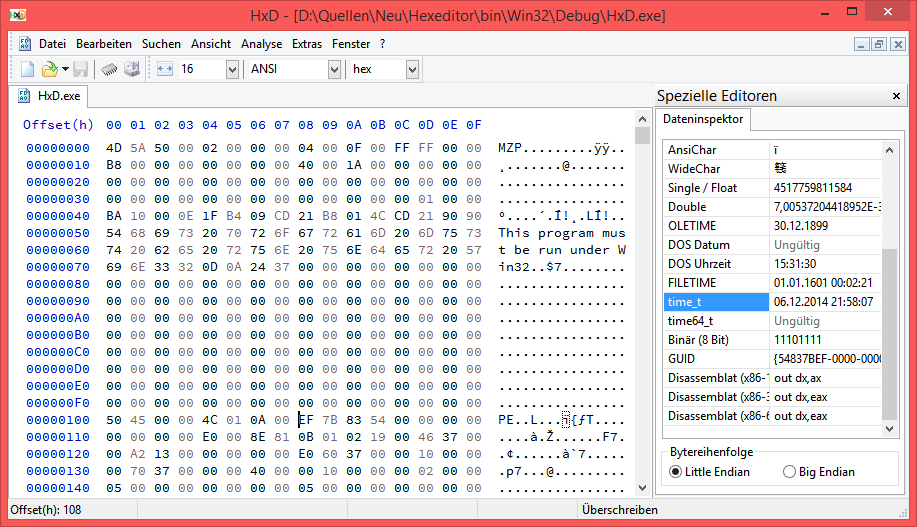 HxD - [D:\Quellen\Neu\Hexeditor\bin\Win32\Debug\HxD.exe]
Datei Bearbeiten Suchen Ansicht Analyse Extras Fenster ?
16 ANSI hex
HxD.exe
Offset(h) 00 01 02 03 04 05 06 07 08 09 0A 0B 0C 0D 0E 0F
00000000 4D 5A 50 00 02 00 00 00 04 00 0F 00 FF FF 00 00 MZP.........ÿÿ..
00000010 B8 00 00 00 00 00 00 00 40 00 1A 00 00 00 00 00 ¸.......@.......
00000020 00 00 00 00 00 00 00 00 00 00 00 00 00 00 00 00 ................
00000030 00 00 00 00 00 00 00 00 00 00 00 00 00 01 00 00 ................
00000040 BA 10 00 0E 1F B4 09 CD 21 B8 01 4C CD 21 90 90 º....´.Í!¸.LÍ!..
00000050 54 68 69 73 20 70 72 6F 67 72 61 6D 20 6D 75 73 This program mus
00000060 74 20 62 65 20 72 75 6E 20 75 6E 64 65 72 20 57 t be run under W
00000070 69 6E 33 32 0D 0A 24 37 00 00 00 00 00 00 00 00 in32..$7........
00000080 00 00 00 00 00 00 00 00 00 00 00 00 00 00 00 00 ................
00000090 00 00 00 00 00 00 00 00 00 00 00 00 00 00 00 00 ................
000000A0 00 00 00 00 00 00 00 00 00 00 00 00 00 00 00 00 ................
000000B0 00 00 00 00 00 00 00 00 00 00 00 00 00 00 00 00 ................
000000C0 00 00 00 00 00 00 00 00 00 00 00 00 00 00 00 00 ................
000000D0 00 00 00 00 00 00 00 00 00 00 00 00 00 00 00 00 ................
000000E0 00 00 00 00 00 00 00 00 00 00 00 00 00 00 00 00 ................
000000F0 00 00 00 00 00 00 00 00 00 00 00 00 00 00 00 00 ................
00000100 50 45 00 00 4C 01 0A 00 EF 7B 83 54 00 00 00 00 PE..L...ï{ƒT....
00000110 00 00 00 00 E0 00 8E 81 0B 01 02 19 00 46 37 00 ....à.Ž......F7.
00000120 00 A2 13 00 00 00 00 00 E0 60 37 00 00 10 00 00 .¢......à`7.....
00000130 00 70 37 00 00 00 40 00 00 10 00 00 00 02 00 00 .p7...@.........
00000140 05 00 00 00 00 00 00 00 05 00 00 00 00 00 00 00 ................
Spezielle Editoren
Dateninspektor
AnsiChar ï
WideChar
Single / Float 4517759811584
Double 7,00537204418952E-3
OLETIME 30.12.1899
DOS Datum Ungültig
DOS Uhrzeit 15:31:30
FILETIME 01.01.1601 00:02:21
time_t 06.12.2014 21:58:07
time64_t Ungültig
Binär (8 Bit) 11101111
GUID {54837BEF-0000-0000
Disassemblat (x86-1 out dx,ax
Disassemblat (x86-3 out dx,eax
Disassemblat (x86-6 out dx,eax
Bytereihenfolge
Little Endian Big Endian
Offset(h): 108 Überschreiben